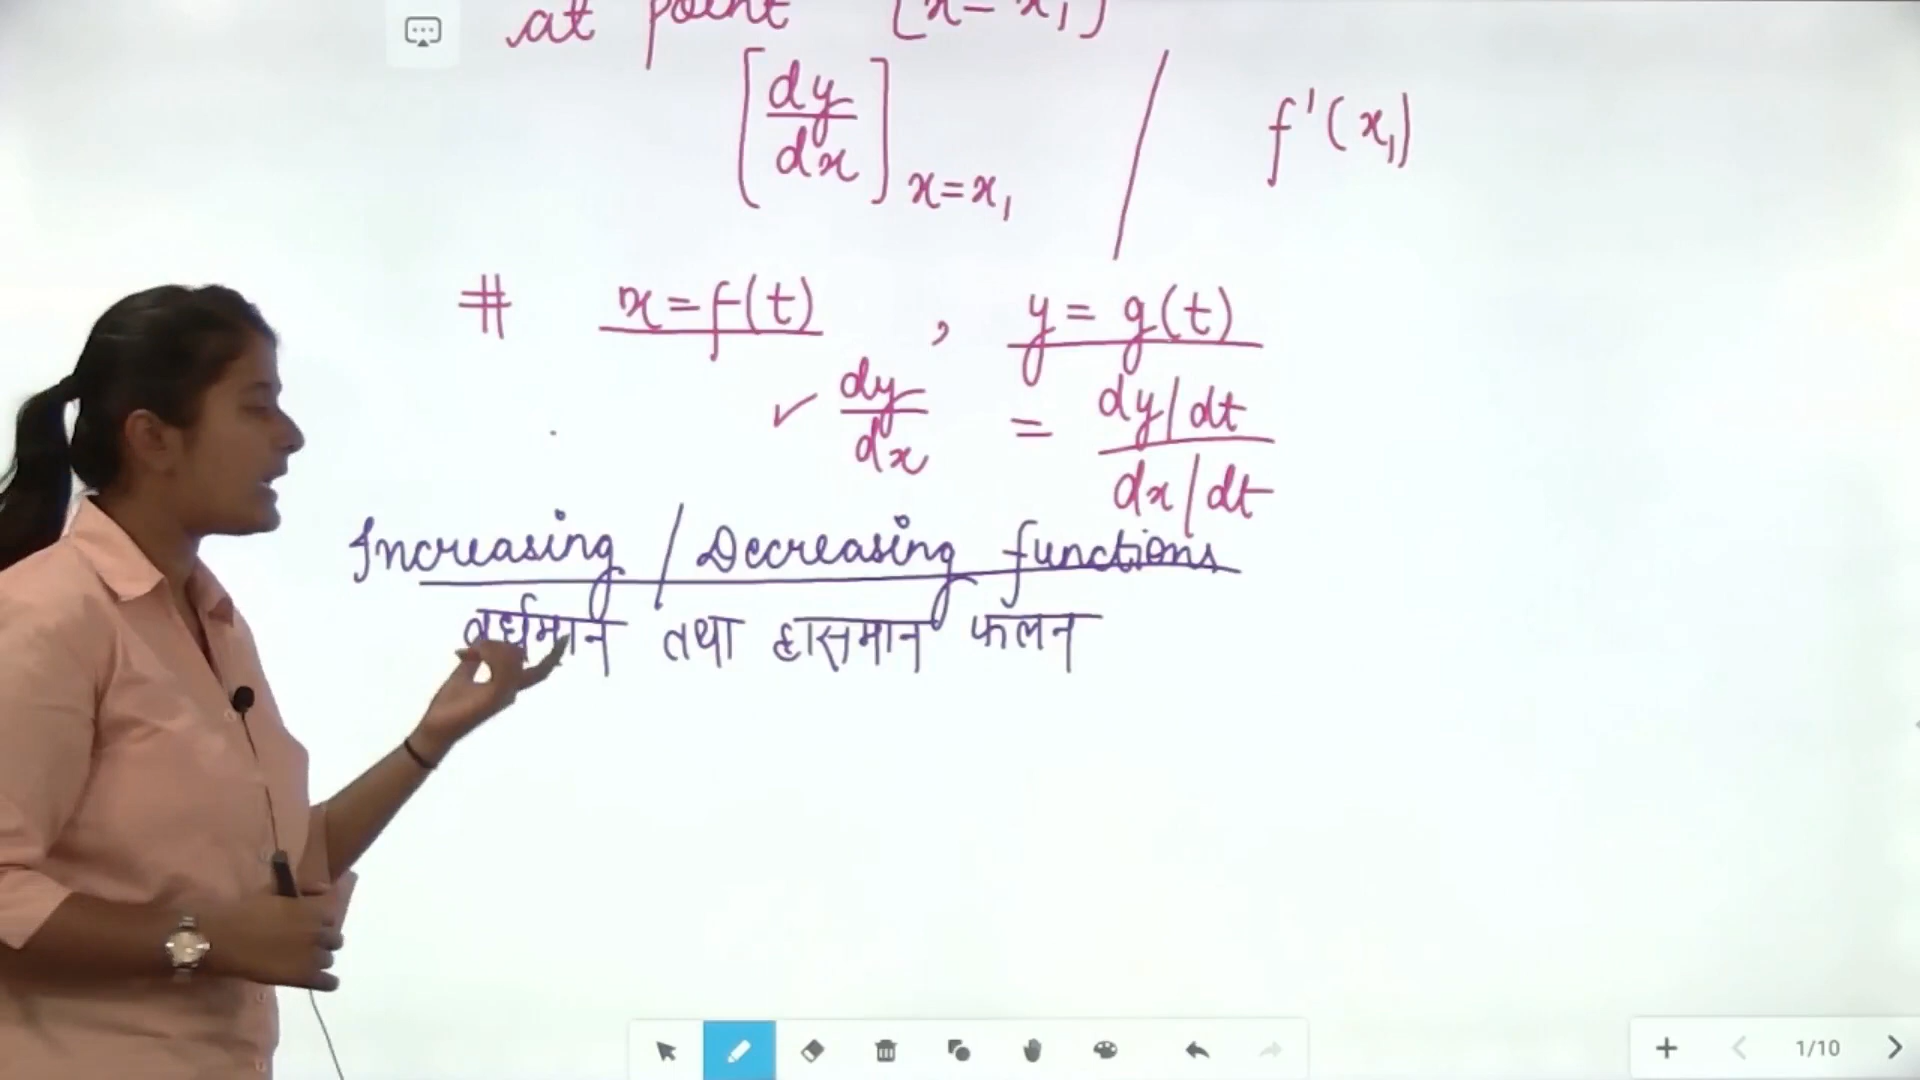 at point [x = x₁]
[dy/dx]ₓ₌ₓ₁ / f'(x₁)
# x = f(t) , y = g(t)
✓ dy/dx = (dy/dt)/(dx/dt)
Increasing / Decreasing functions
वर्धमान तथा हासमान फलन
1/10